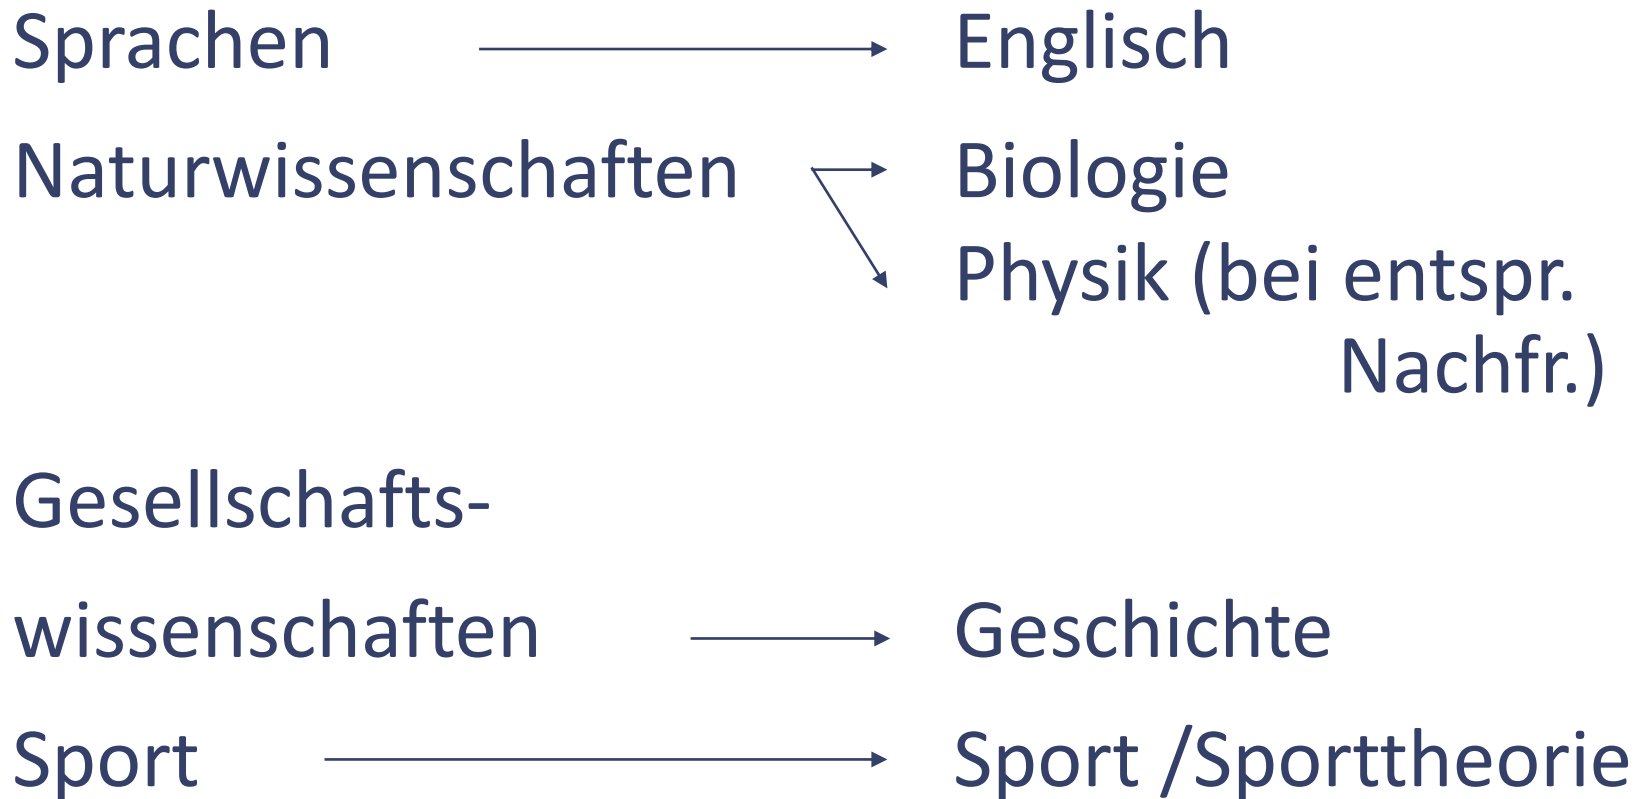 Sprachen Englisch
Naturwissenschaften Biologie
Physik (bei entspr.
Nachfr.)
Gesellschafts-
wissenschaften Geschichte
Sport Sport /Sporttheorie